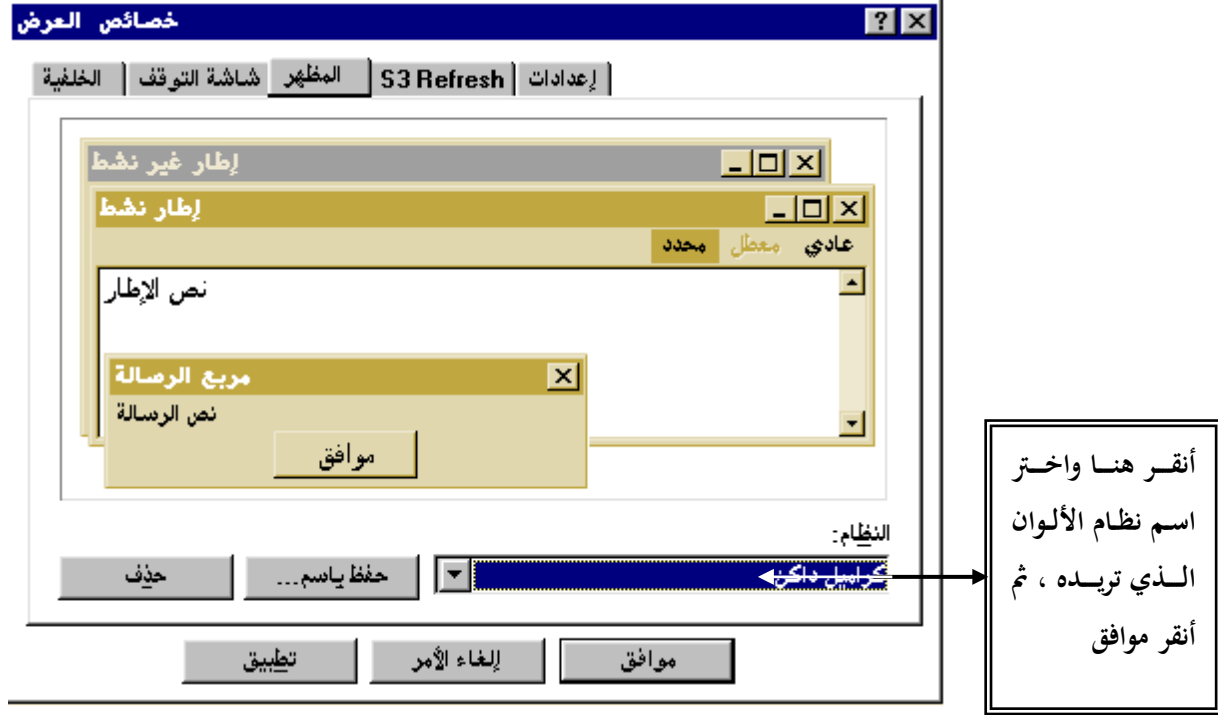 خصائص العرض
الخلفية شاشة التوقف المظهر S3 Refresh إعدادات
إطار غير نشط
إطار نشط
عادي معطل محدد
نص الإطار
مربع الرسالة
نص الرسالة
موافق
النظام:
كراميل داكن
حفظ باسم...
حذف
موافق
إلغاء الأمر
تطبيق
أنقر هنا واختر
اسم نظام الألوان
الذي تريده ، ثم
أنقر موافق